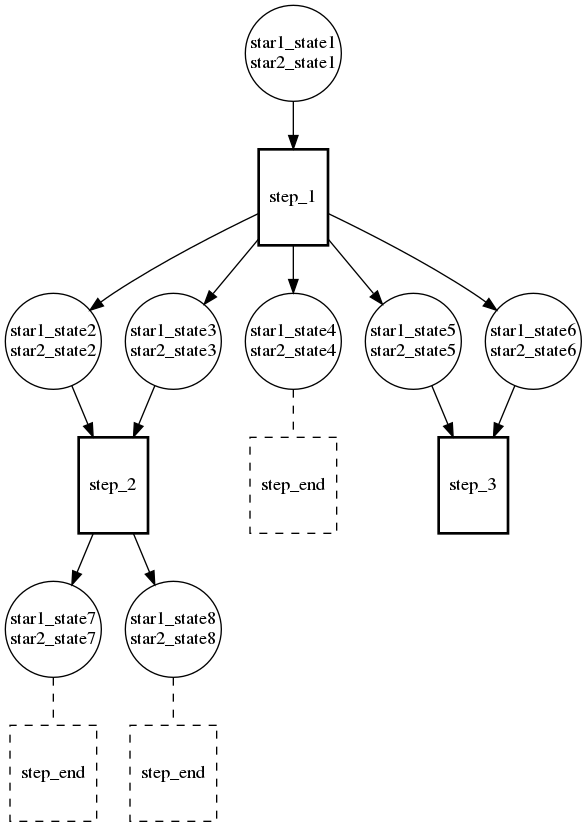 star1_state1
star2_state1
step_1
star1_state2
star2_state2
star1_state3
star2_state3
star1_state4
star2_state4
star1_state5
star2_state5
star1_state6
star2_state6
step_2
step_end
step_3
star1_state7
star2_state7
star1_state8
star2_state8
step_end
step_end